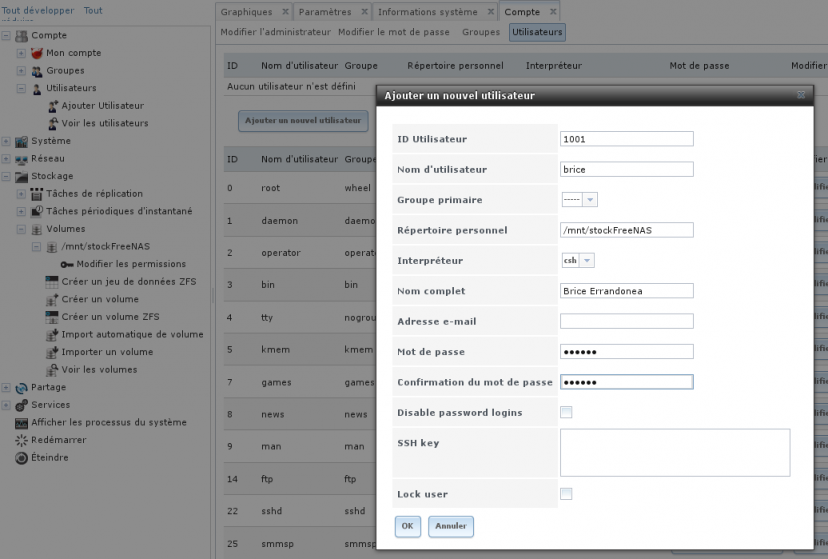 Tout développer Tout
Compte
Mon compte
Groupes
Utilisateurs
Ajouter Utilisateur
Voir les utilisateurs
Système
Réseau
Stockage
Tâches de réplication
Tâches périodiques d'instantané
Volumes
/mnt/stockFreeNAS
Modifier les permissions
Créer un jeu de données ZFS
Créer un volume
Créer un volume ZFS
Import automatique de volume
Importer un volume
Voir les volumes
Partage
Services
Afficher les processus du système
Redémarrer
Éteindre
Graphiques Paramètres Informations système Compte
Modifier l'administrateur Modifier le mot de passe Groupes Utilisateurs
ID Nom d'utilisateur Groupe Répertoire personnel Interpréteur Mot de passe Modifier
Aucun utilisateur n'est défini
Ajouter un nouvel utilisateur
ID Nom d'utilisateur Groupe
0 root wheel
1 daemon daemo
2 operator operat
3 bin bin
4 tty nogrou
5 kmem kmem
7 games games
8 news news
9 man man
14 ftp ftp
22 sshd sshd
25 smmsp smmsp
Ajouter un nouvel utilisateur
ID Utilisateur 1001
Nom d'utilisateur brice
Groupe primaire -----
Répertoire personnel /mnt/stockFreeNAS
Interpréteur csh
Nom complet Brice Errandonea
Adresse e-mail
Mot de passe ••••••
Confirmation du mot de passe ••••••
Disable password logins
SSH key
Lock user
OK Annuler